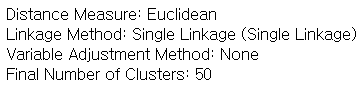 Distance Measure: Euclidean
Linkage Method: Single Linkage (Single Linkage)
Variable Adjustment Method: None
Final Number of Clusters: 50